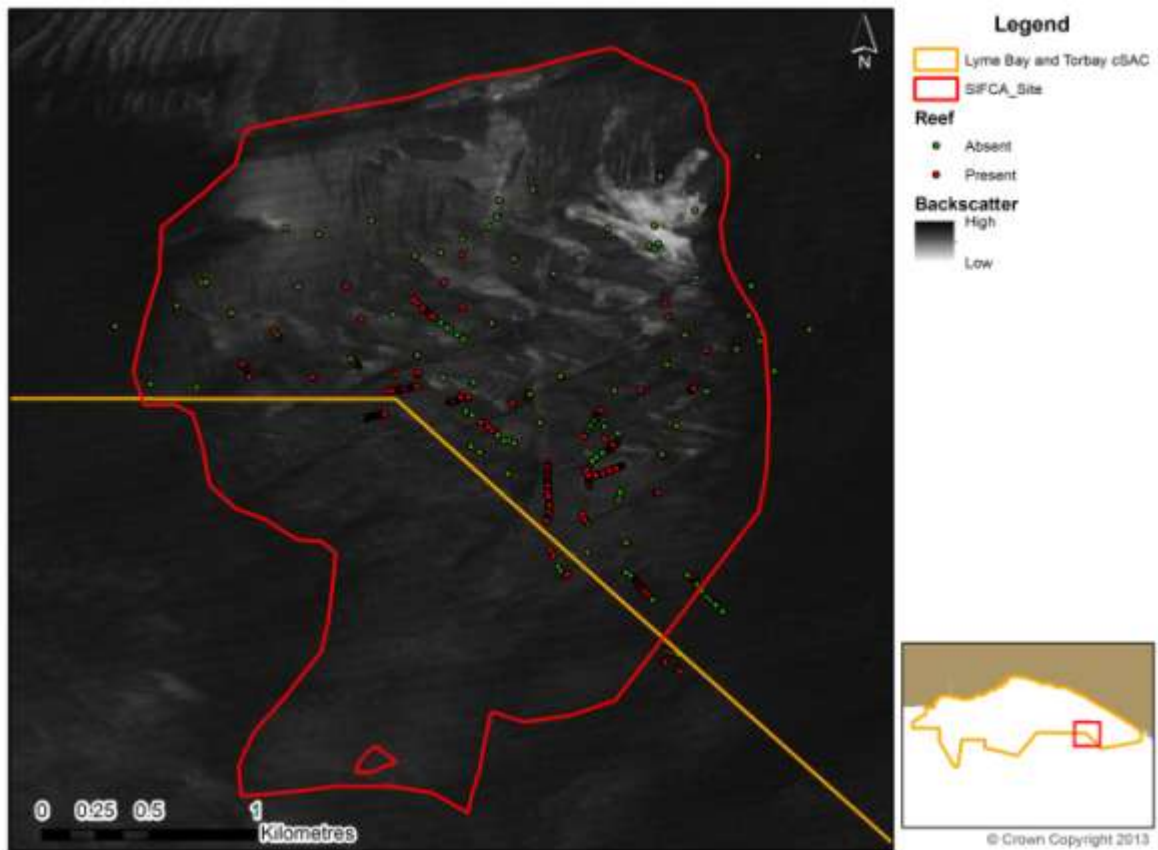 N
Legend
Lyme Bay and Torbay cSAC
SIFCA_Site
Reef
Absent
Present
Backscatter
High
Low
0 0.25 0.5 1
Kilometres
© Crown Copyright 2013